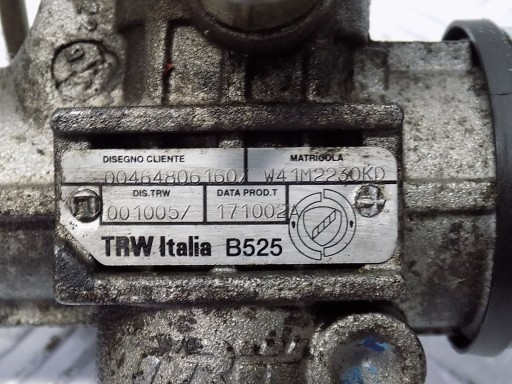 DISEGNO CLIENTE MATRICOLA
00464806160/ W41M2230KD
DIS.TRW DATA PROD.T
001005/ 171002A
TRW Italia B525